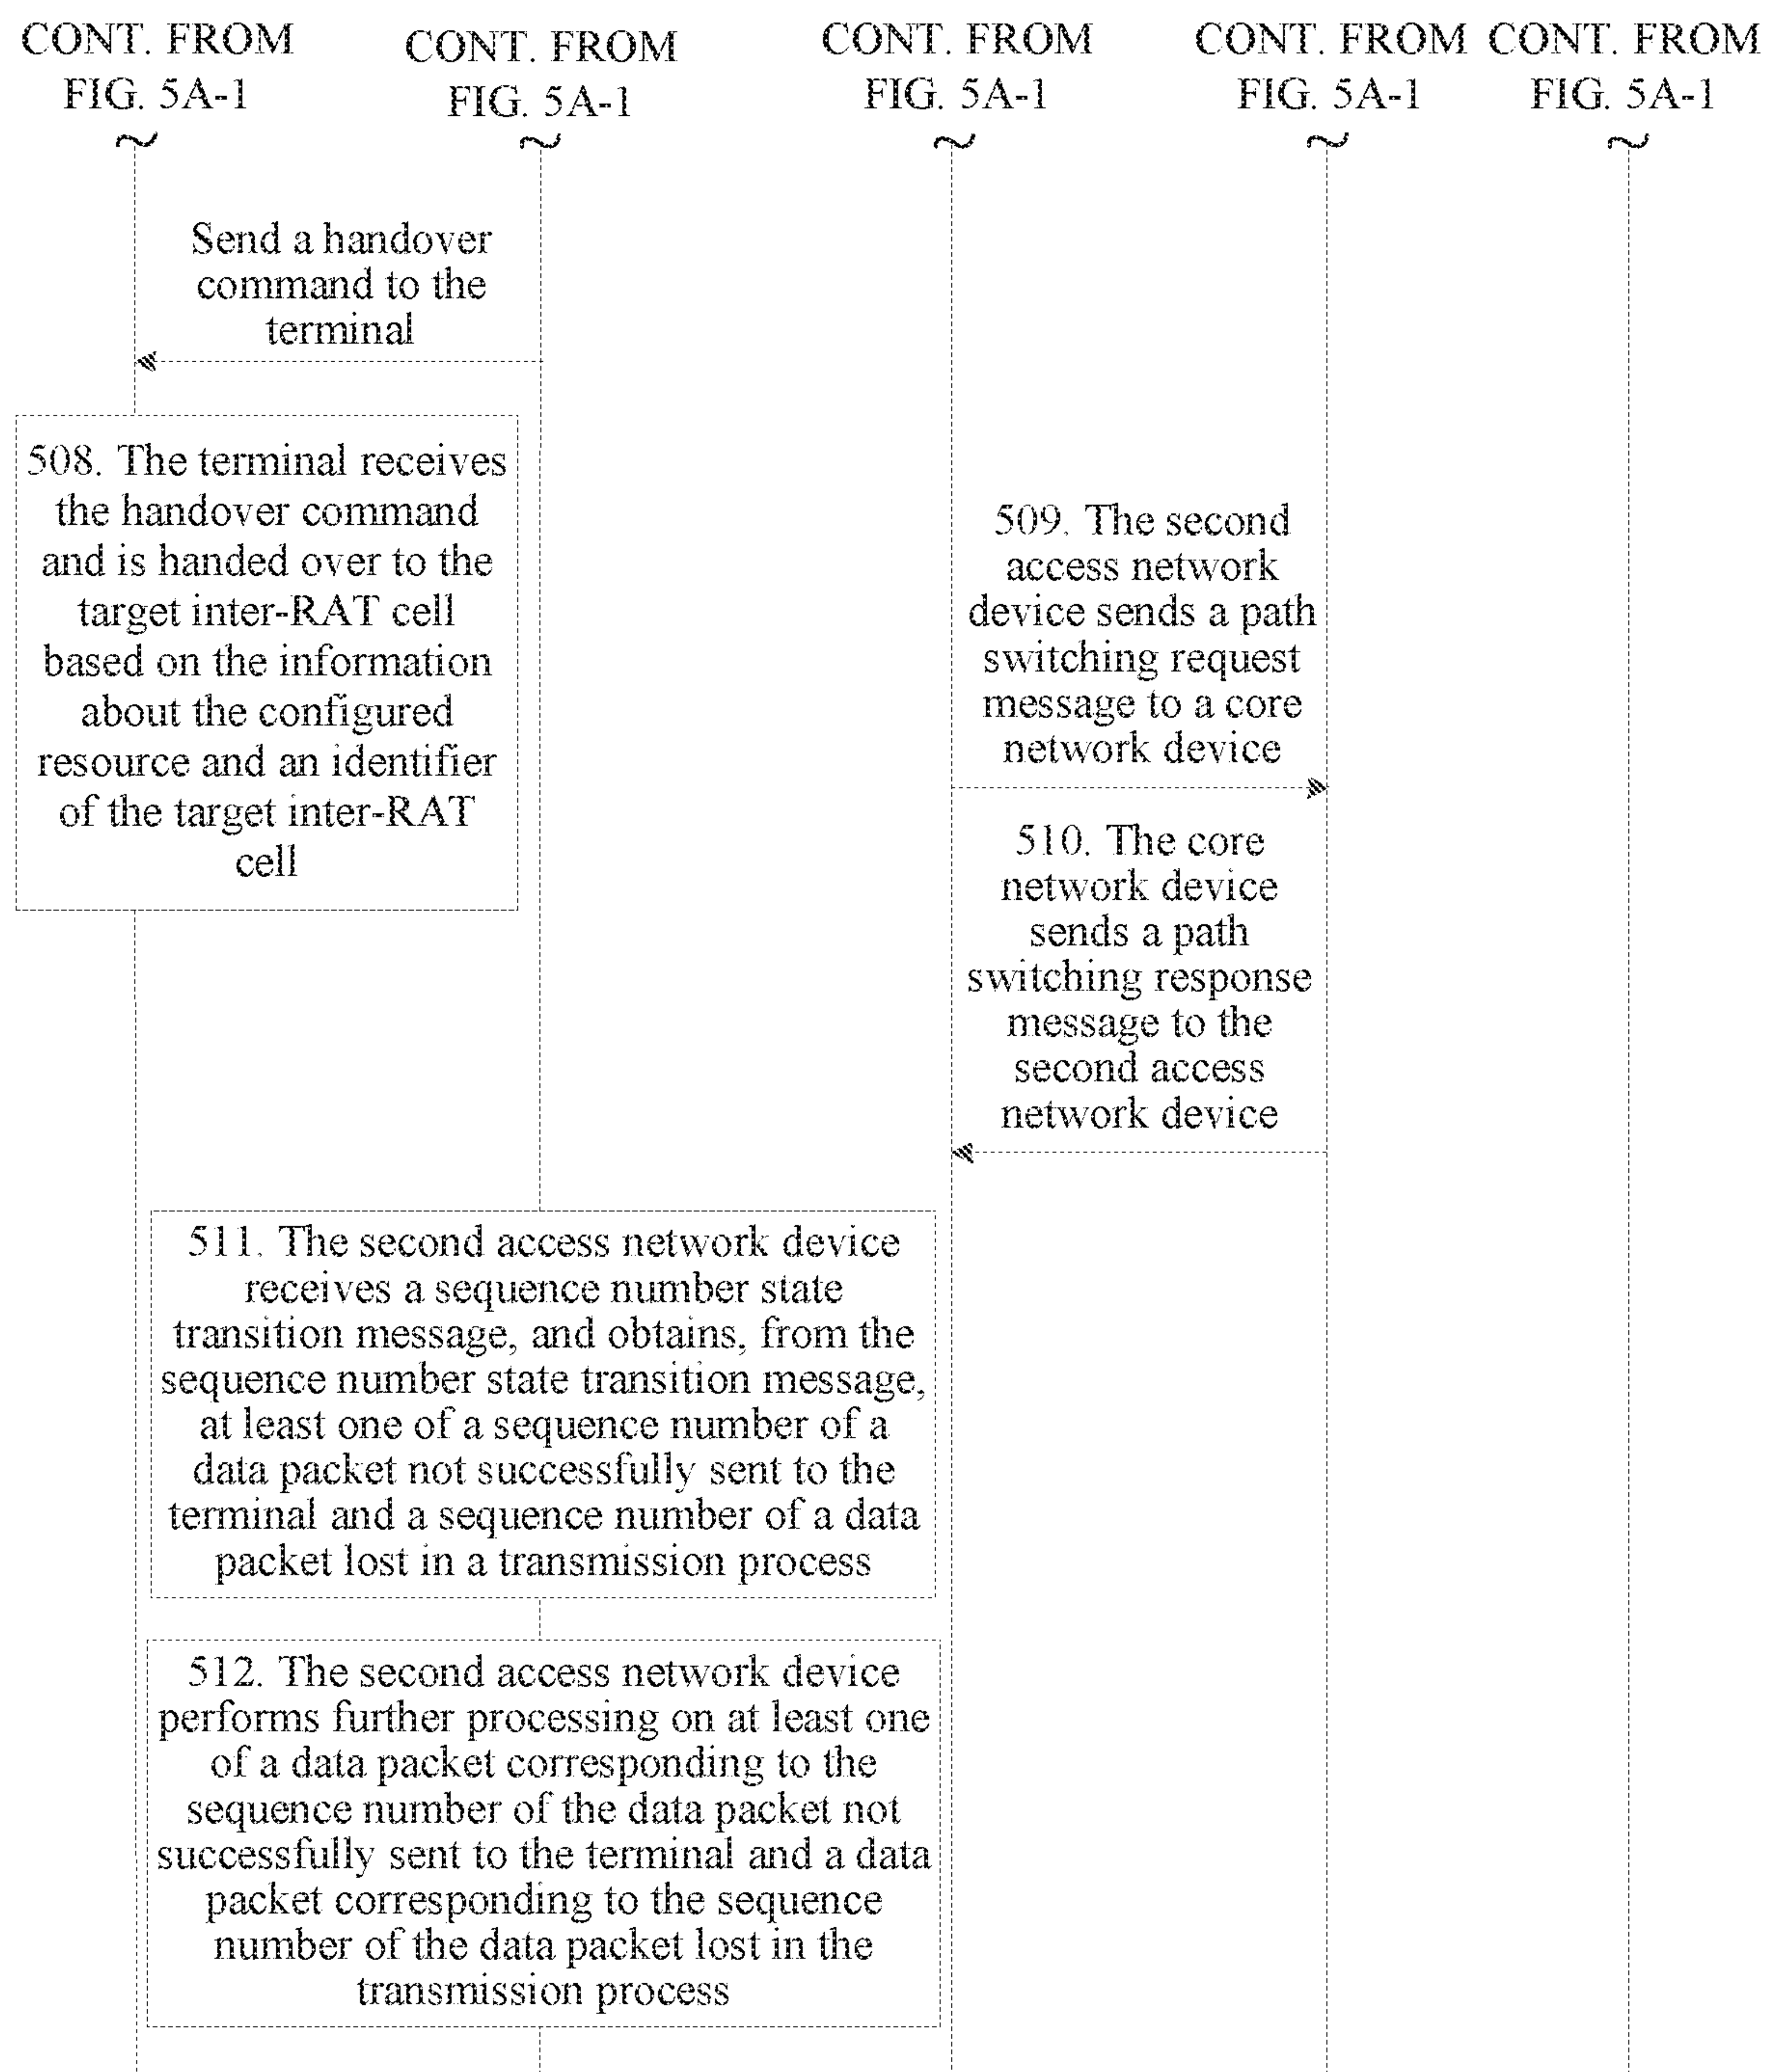 CONT. FROM
FIG. 5A-1
CONT. FROM
FIG. 5A-1
CONT. FROM
FIG. 5A-1
CONT. FROM
FIG. 5A-1
CONT. FROM
FIG. 5A-1
Send a handover
command to the
terminal
508. The terminal receives
the handover command
and is handed over to the
target inter-RAT cell
based on the information
about the configured
resource and an identifier
of the target inter-RAT
cell
509. The second
access network
device sends a path
switching request
message to a core
network device
510. The core
network device
sends a path
switching response
message to the
second access
network device
511. The second access network device
receives a sequence number state
transition message, and obtains, from the
sequence number state transition message,
at least one of a sequence number of a
data packet not successfully sent to the
terminal and a sequence number of a data
packet lost in a transmission process
512. The second access network device
performs further processing on at least one
of a data packet corresponding to the
sequence number of the data packet not
successfully sent to the terminal and a data
packet corresponding to the sequence
number of the data packet lost in the
transmission process